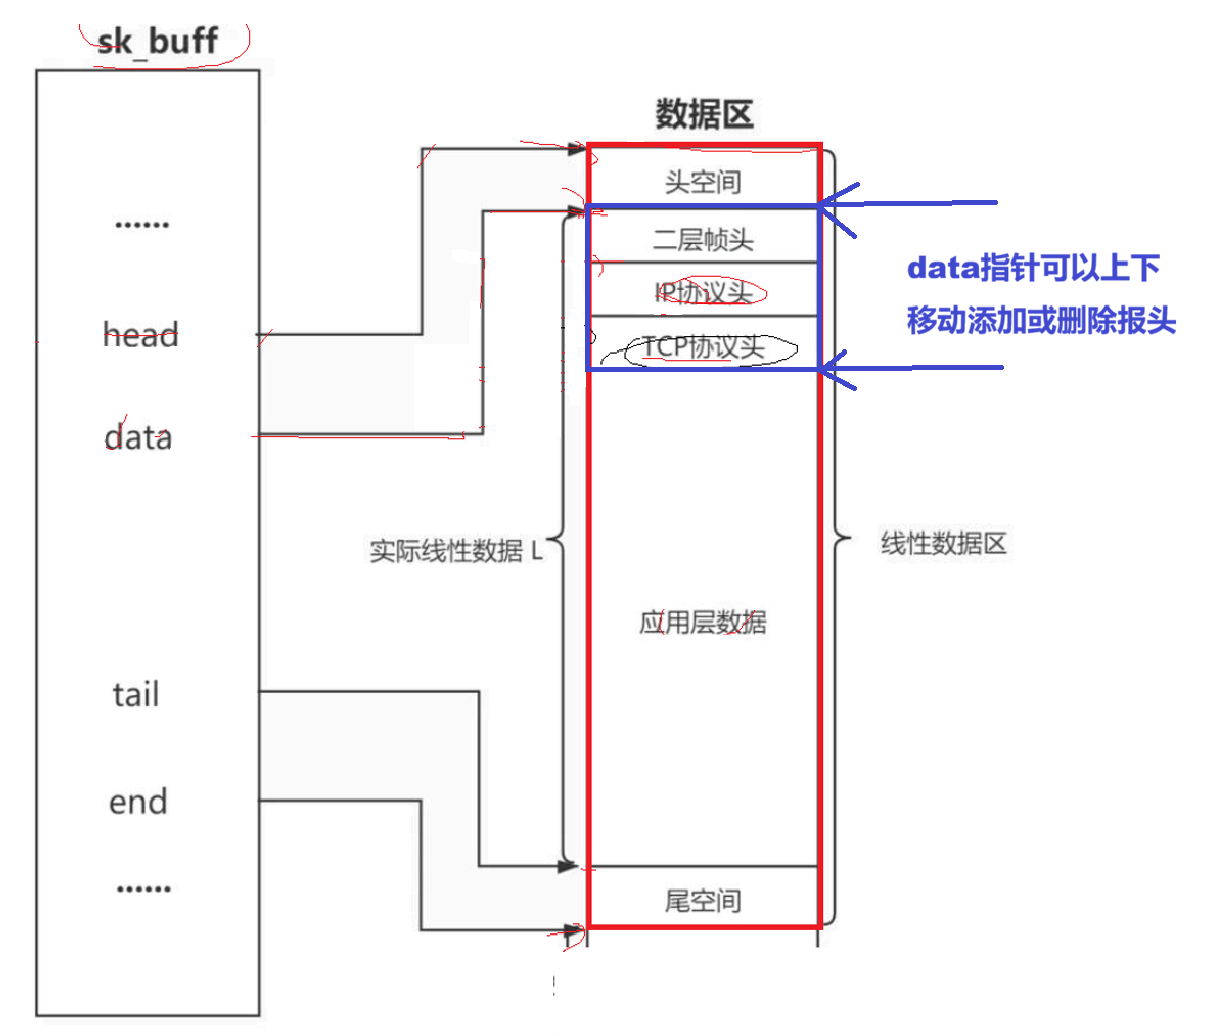 sk_buff
数据区
头空间
二层帧头
IP协议头
TCP协议头
应用层数据
尾空间
......
head
data
tail
end
......
实际线性数据 L
线性数据区
data指针可以上下
移动添加或删除报头